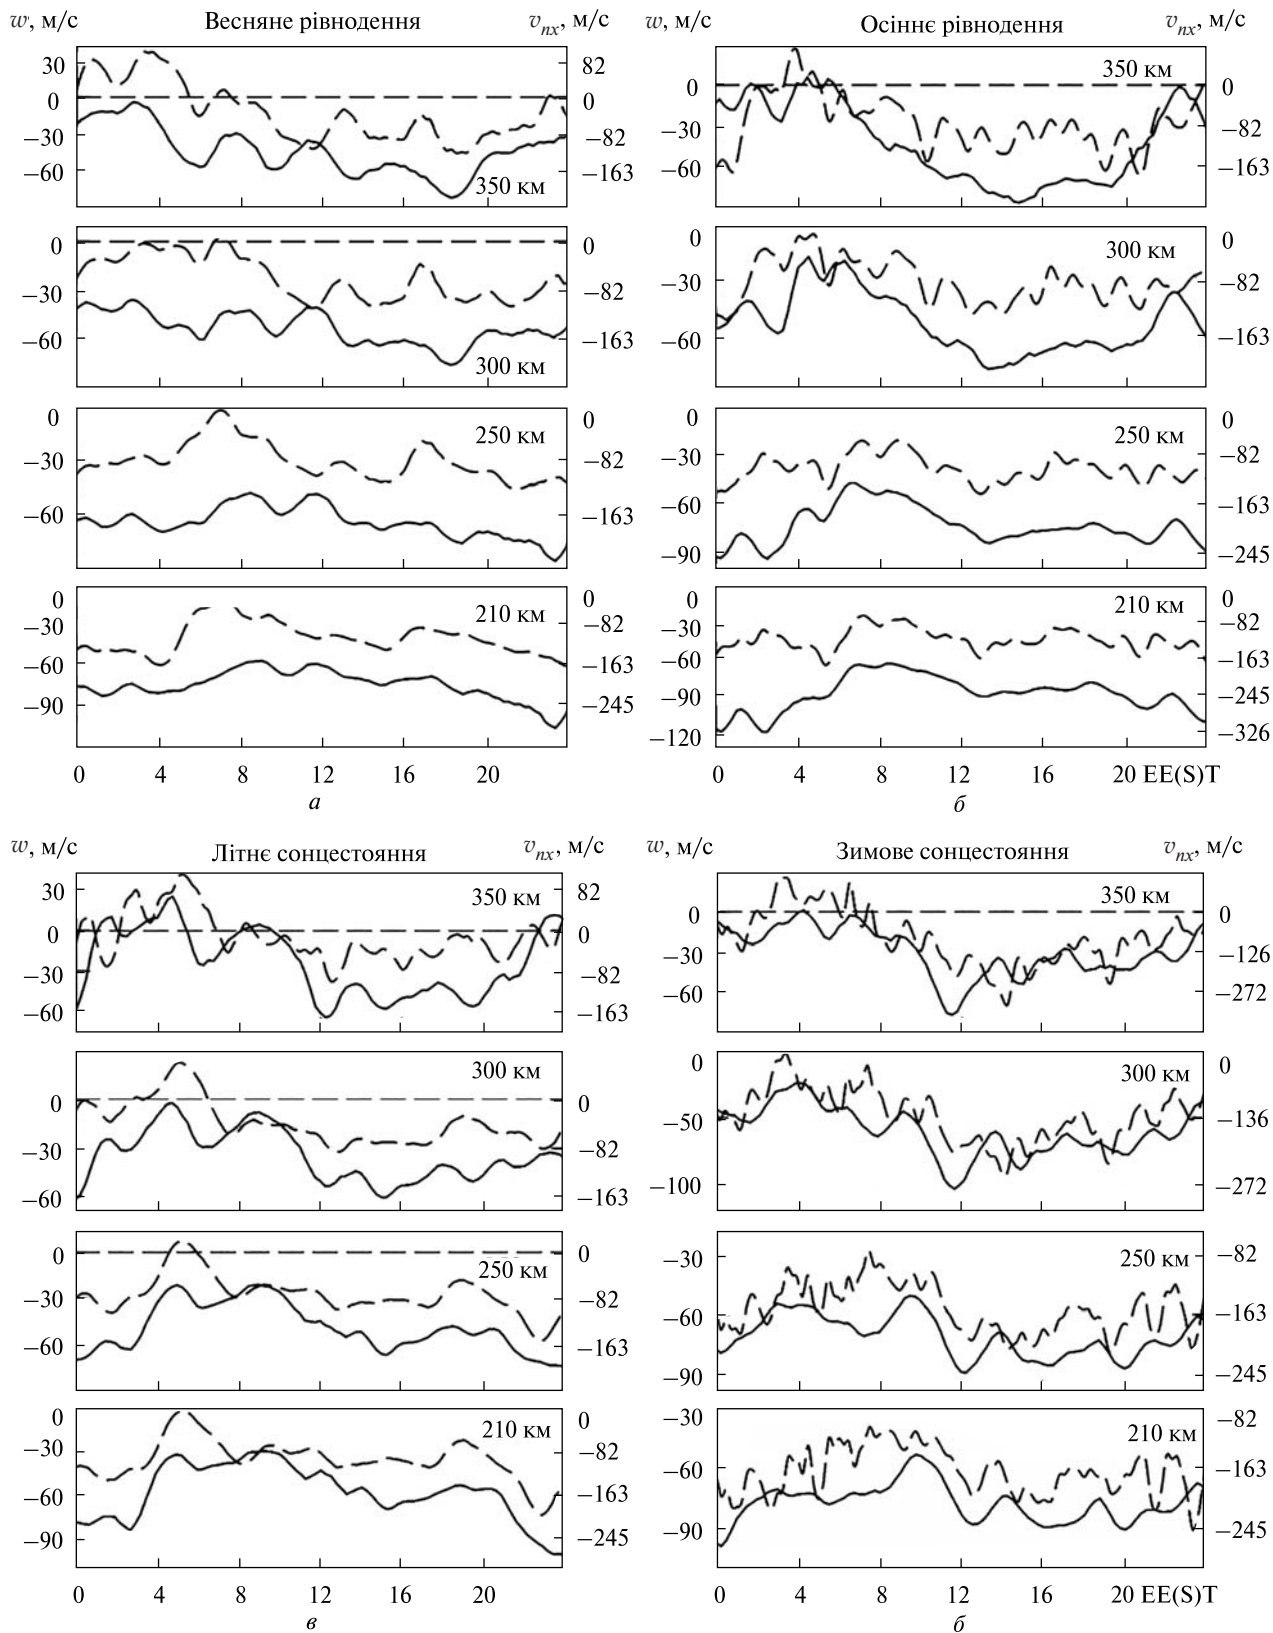 w, м/с Весняне рівнодення v_nx, м/с
30 82
0 0
−30 −82
−60 −163
350 км
0 0
−30 −82
−60 −163
300 км
0 0
250 км
−30 −82
−60 −163
0 0
210 км
−30 −82
−60 −163
−90 −245
0 4 8 12 16 20
а
w, м/с Осіннє рівнодення v_nx, м/с
350 км
0 0
−30 −82
−60 −163
0 0
300 км
−30 −82
−60 −163
0 0
250 км
−30 −82
−60 −163
−90 −245
0 0
210 км
−30 −82
−60 −163
−90 −245
−120 −326
0 4 8 12 16 20 EE(S)T
б
w, м/с Літнє сонцестояння v_nx, м/с
30 350 км 82
0 0
−30 −82
−60 −163
300 км
0 0
−30 −82
−60 −163
0 0
250 км
−30 −82
−60 −163
0 0
210 км
−30 −82
−60 −163
−90 −245
0 4 8 12 16 20
в
w, м/с Зимове сонцестояння v_nx, м/с
350 км
0 0
−30 −126
−60 −272
0 0
300 км
−50 −136
−100 −272
−30 250 км −82
−60 −163
−90 −245
−30 −82
210 км
−60 −163
−90 −245
0 4 8 12 16 20 EE(S)T
б